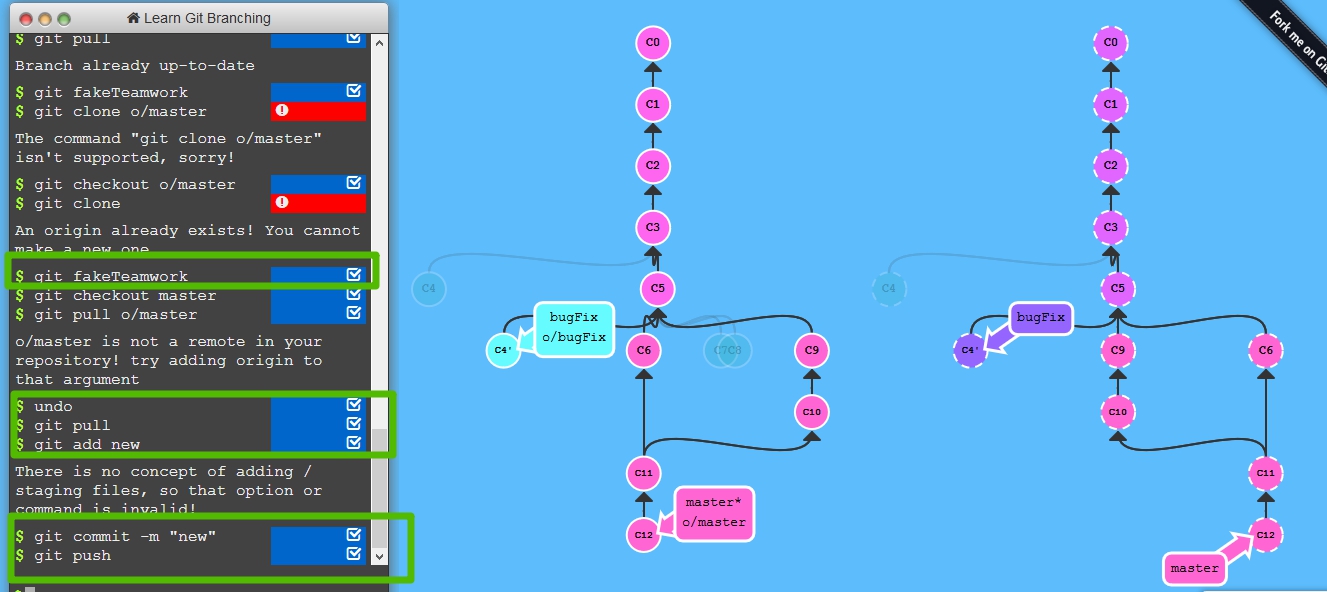 Learn Git Branching
$ git pull
Branch already up-to-date
$ git fakeTeamwork
$ git clone o/master
The command "git clone o/master"
isn't supported, sorry!
$ git checkout o/master
$ git clone
An origin already exists! You cannot
make a new one
$ git fakeTeamwork
$ git checkout master
$ git pull o/master
o/master is not a remote in your
repository! try adding origin to
that argument
$ undo
$ git pull
$ git add new
There is no concept of adding /
staging files, so that option or
command is invalid!
$ git commit -m "new"
$ git push
$
C0
C1
C2
C3
C4
C5
bugFix
o/bugFix
C4'
C6
C7
C8
C9
C10
C11
master*
o/master
C12
C0
C1
C2
C3
C4
C5
bugFix
C4'
C9
C6
C10
C11
C12
master
Fork me on Git